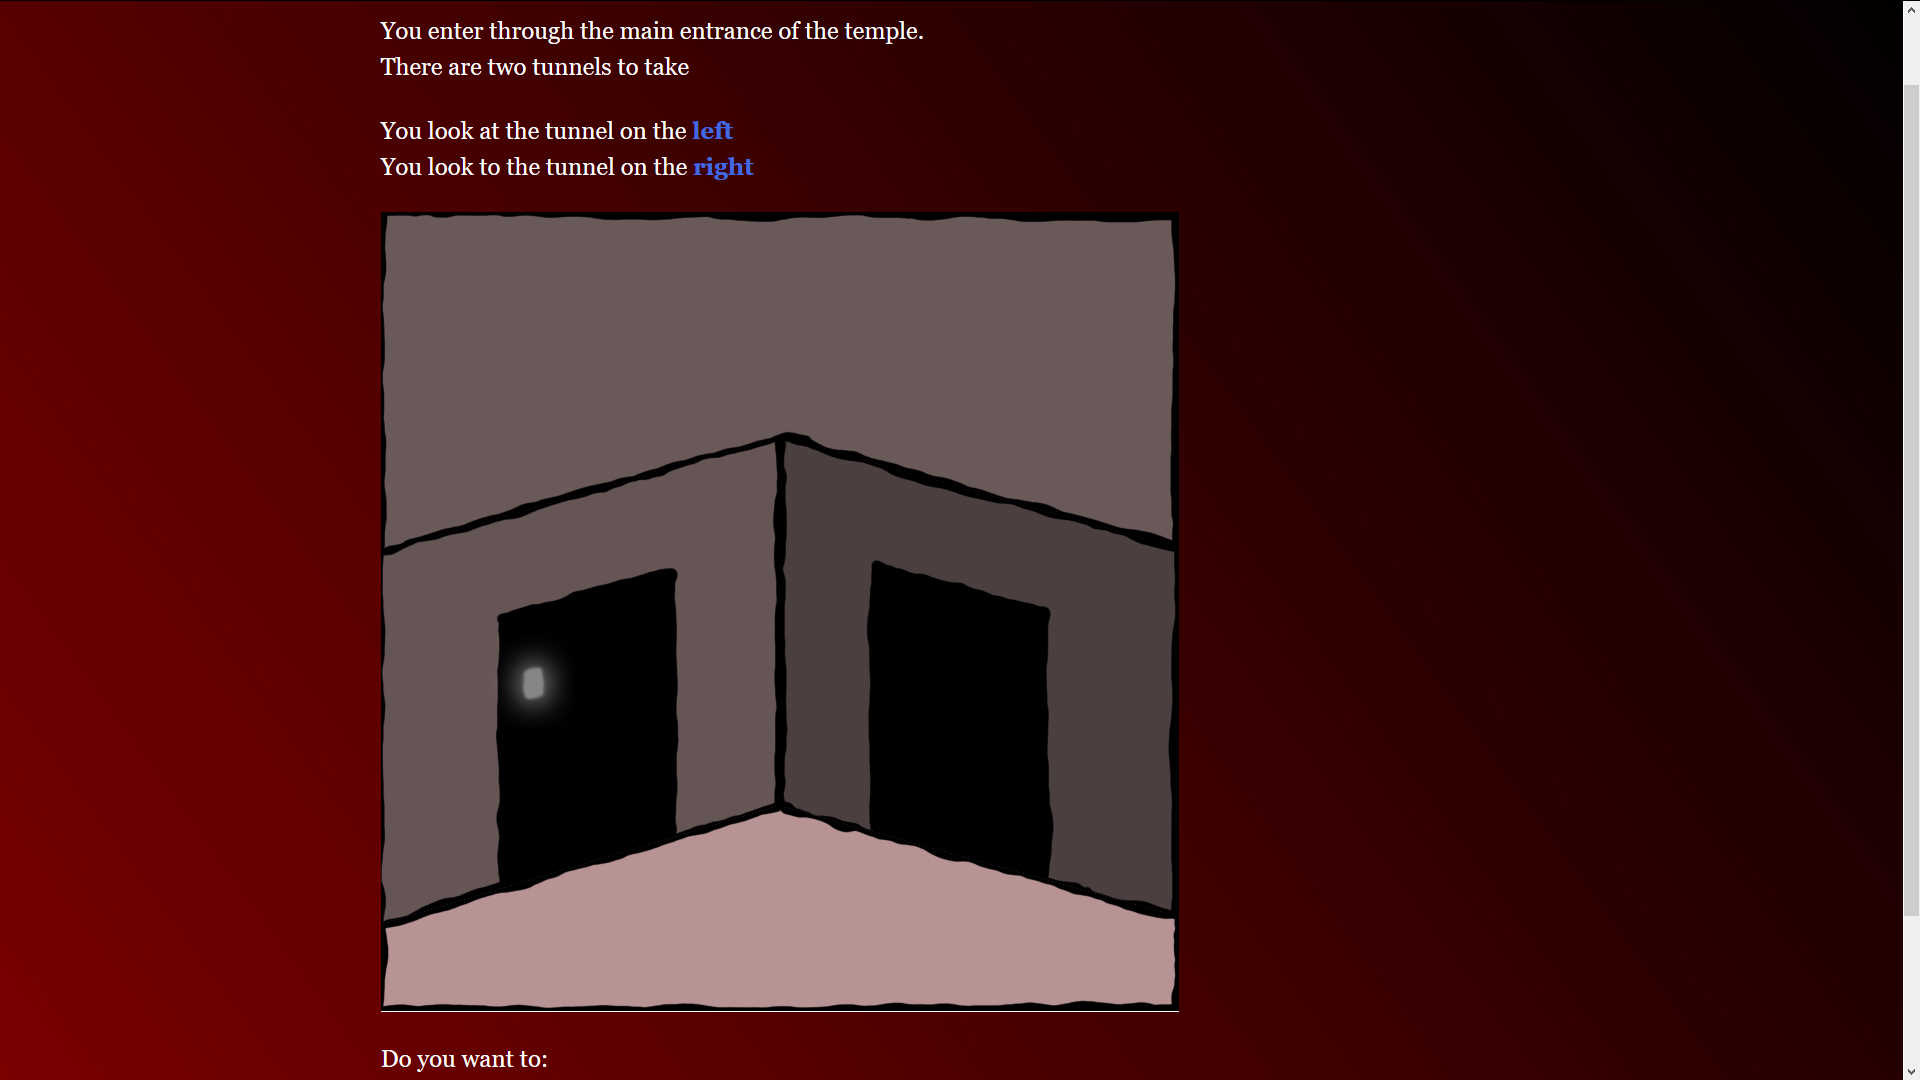 You enter through the main entrance of the temple.
There are two tunnels to take
You look at the tunnel on the left
You look to the tunnel on the right
Do you want to: